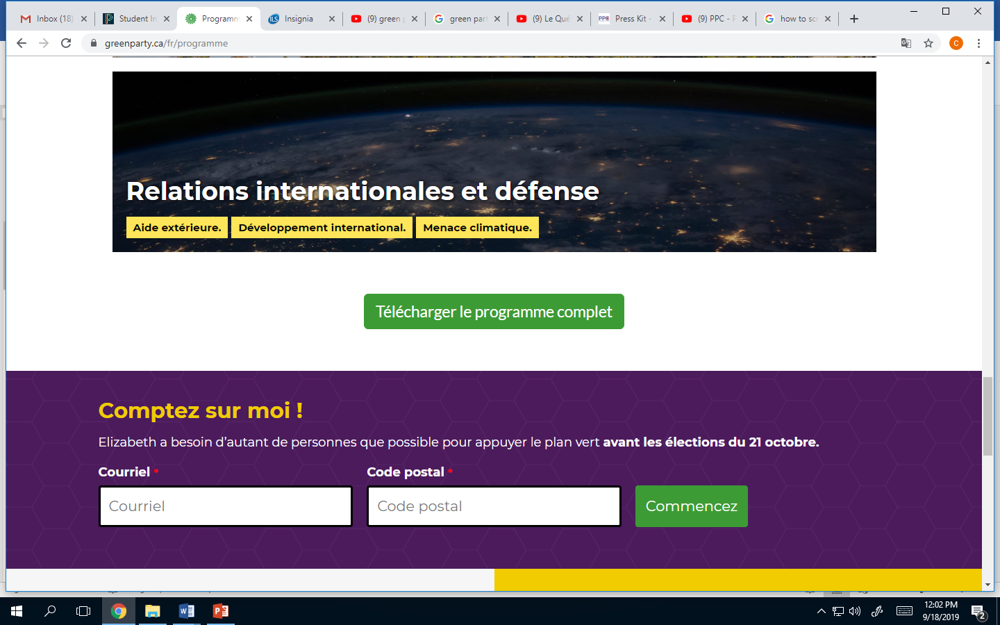 Inbox (18)
Student In
Programm
Insignia
(9) green p
green part
(9) Le Qué
Press Kit -
(9) PPC - P
how to scr
greenparty.ca/fr/programme
C
Relations internationales et défense
Aide extérieure. Développement international. Menace climatique.
Télécharger le programme complet
Comptez sur moi !
Elizabeth a besoin d'autant de personnes que possible pour appuyer le plan vert avant les élections du 21 octobre.
Courriel * Code postal *
Courriel Code postal Commencez
12:02 PM
9/18/2019
2